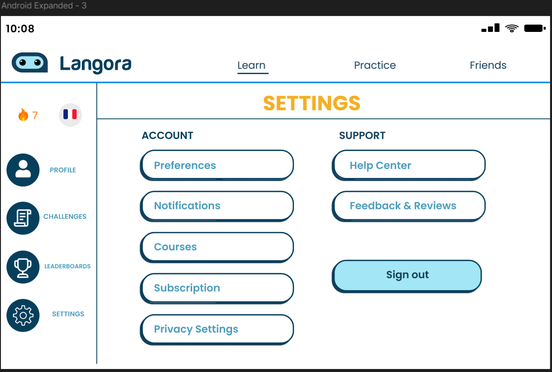 Android Expanded - 3
10:08
Langora
Learn
Practice
Friends
7
SETTINGS
PROFILE
CHALLENGES
LEADERBOARDS
SETTINGS
ACCOUNT
Preferences
Notifications
Courses
Subscription
Privacy Settings
SUPPORT
Help Center
Feedback & Reviews
Sign out